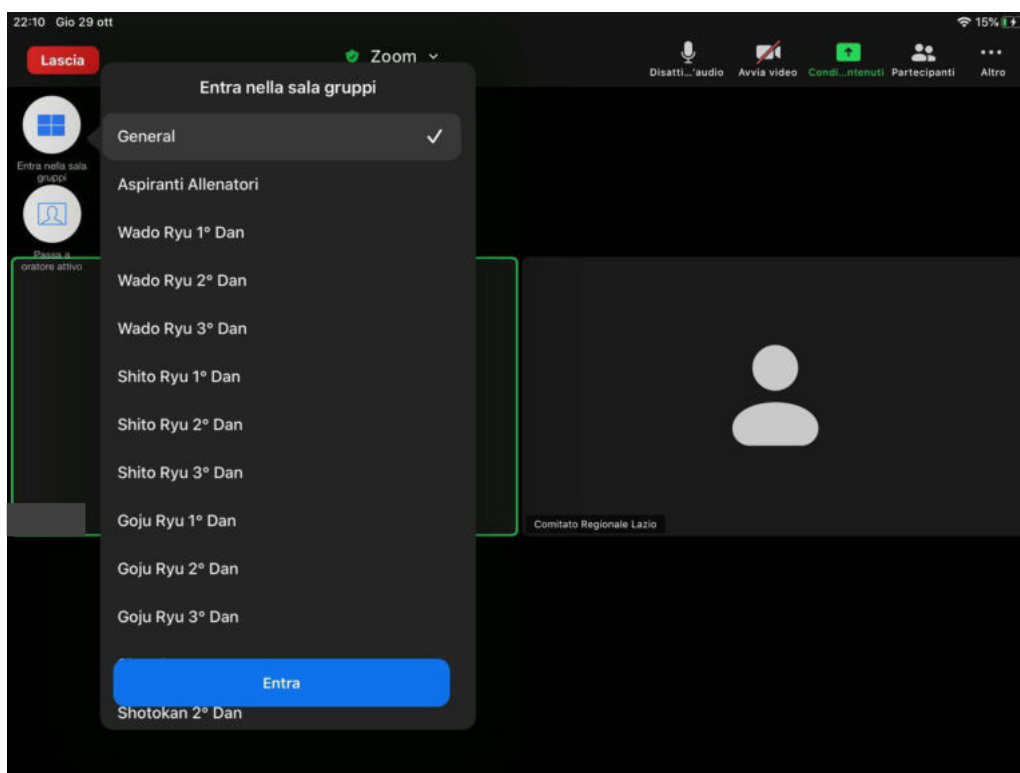 22:10 Gio 29 ott
15%
Lascia
Zoom
Disatti...'audio
Avvia video
Condi...ntenuti
Partecipanti
Altro
Entra nella sala gruppi
General
Entra nella sala
gruppi
Aspiranti Allenatori
Wado Ryu 1° Dan
Passa a
oratore attivo
Wado Ryu 2° Dan
Wado Ryu 3° Dan
Shito Ryu 1° Dan
Shito Ryu 2° Dan
Shito Ryu 3° Dan
Goju Ryu 1° Dan
Comitato Regionale Lazio
Goju Ryu 2° Dan
Goju Ryu 3° Dan
Entra
Shotokan 2° Dan